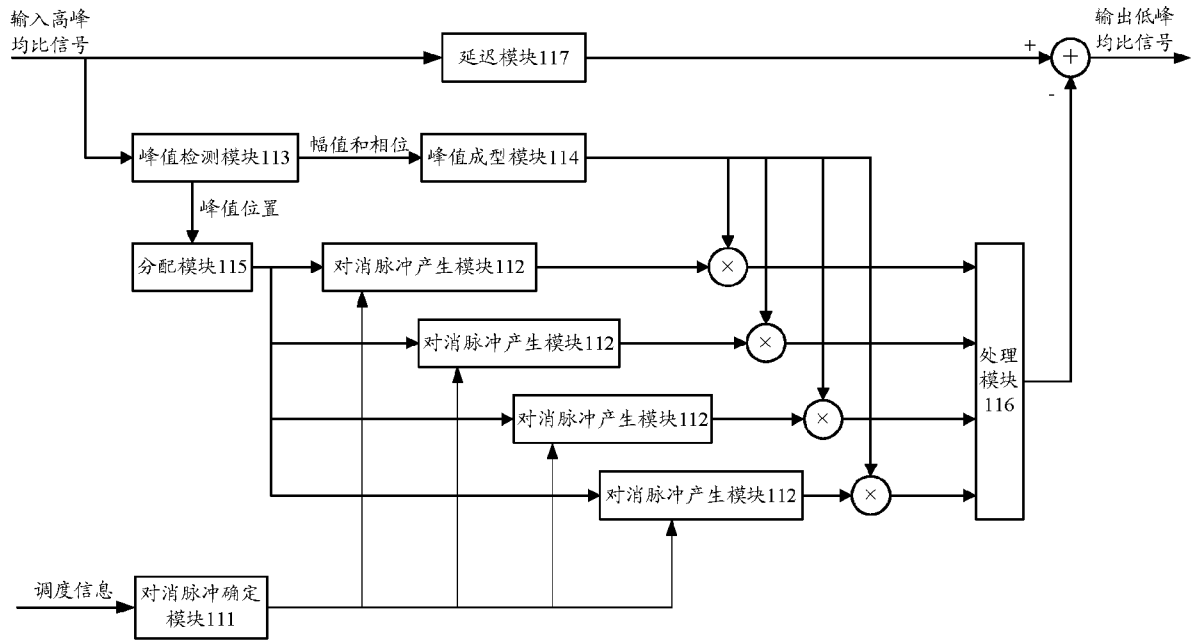 输入高峰
均比信号
延迟模块117
+
+
输出低峰
均比信号
-
峰值检测模块113
幅值和相位
峰值成型模块114
峰值位置
分配模块115
对消脉冲产生模块112
×
对消脉冲产生模块112
×
处理
模块
116
对消脉冲产生模块112
×
对消脉冲产生模块112
×
调度信息
对消脉冲确定
模块111